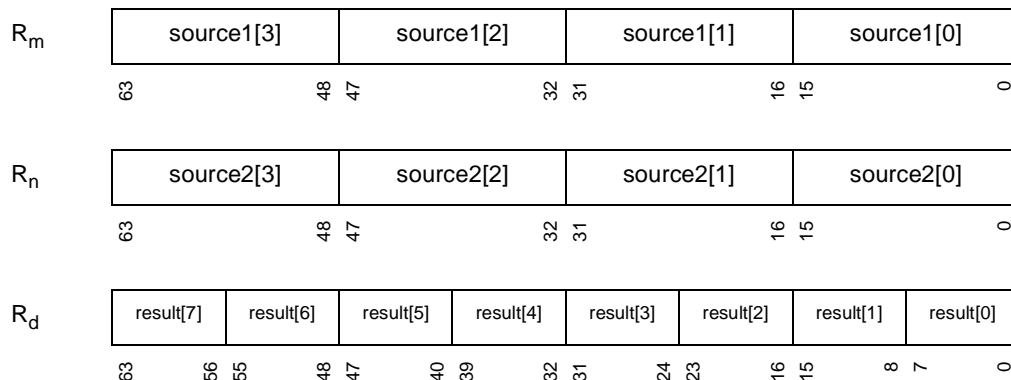 Rm source1[3] source1[2] source1[1] source1[0]
63 48 47 32 31 16 15 0
Rn source2[3] source2[2] source2[1] source2[0]
63 48 47 32 31 16 15 0
Rd result[7] result[6] result[5] result[4] result[3] result[2] result[1] result[0]
63 56 55 48 47 40 39 32 31 24 23 16 15 8 7 0